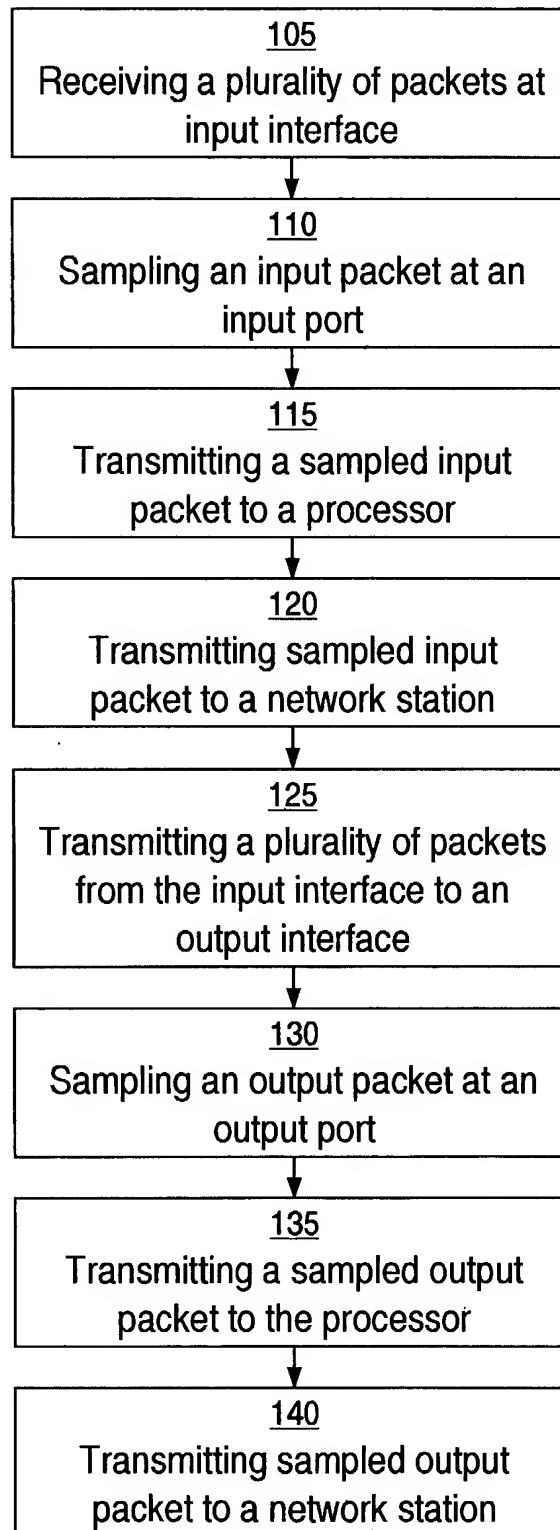 105
Receiving a plurality of packets at
input interface
110
Sampling an input packet at an
input port
115
Transmitting a sampled input
packet to a processor
120
Transmitting sampled input
packet to a network station
125
Transmitting a plurality of packets
from the input interface to an
output interface
130
Sampling an output packet at an
output port
135
Transmitting a sampled output
packet to the processor
140
Transmitting sampled output
packet to a network station